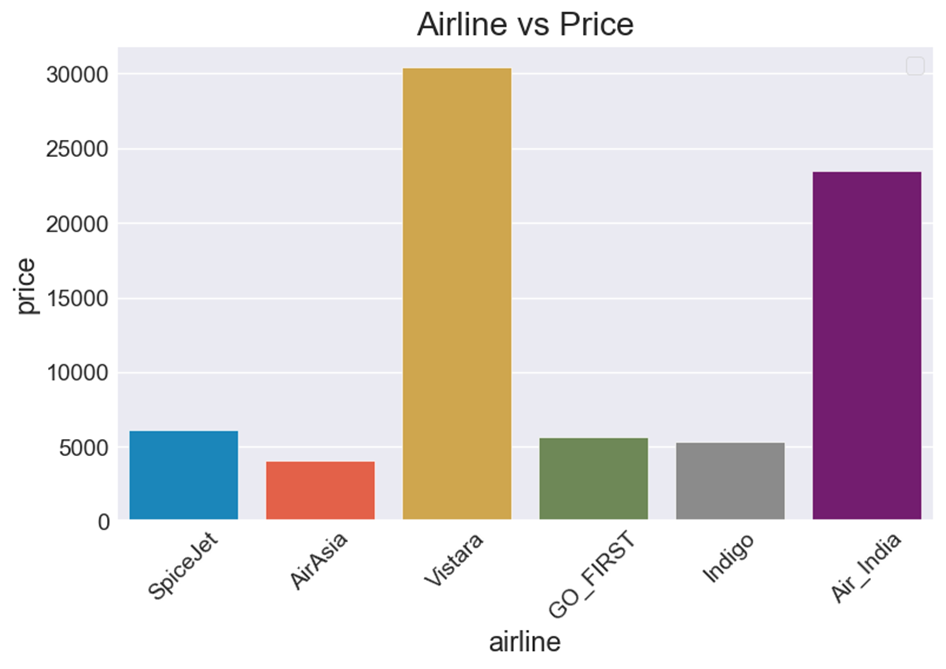 Airline vs Price
price
30000
25000
20000
15000
10000
5000
0
SpiceJet
AirAsia
Vistara
GO_FIRST
Indigo
Air_India
airline